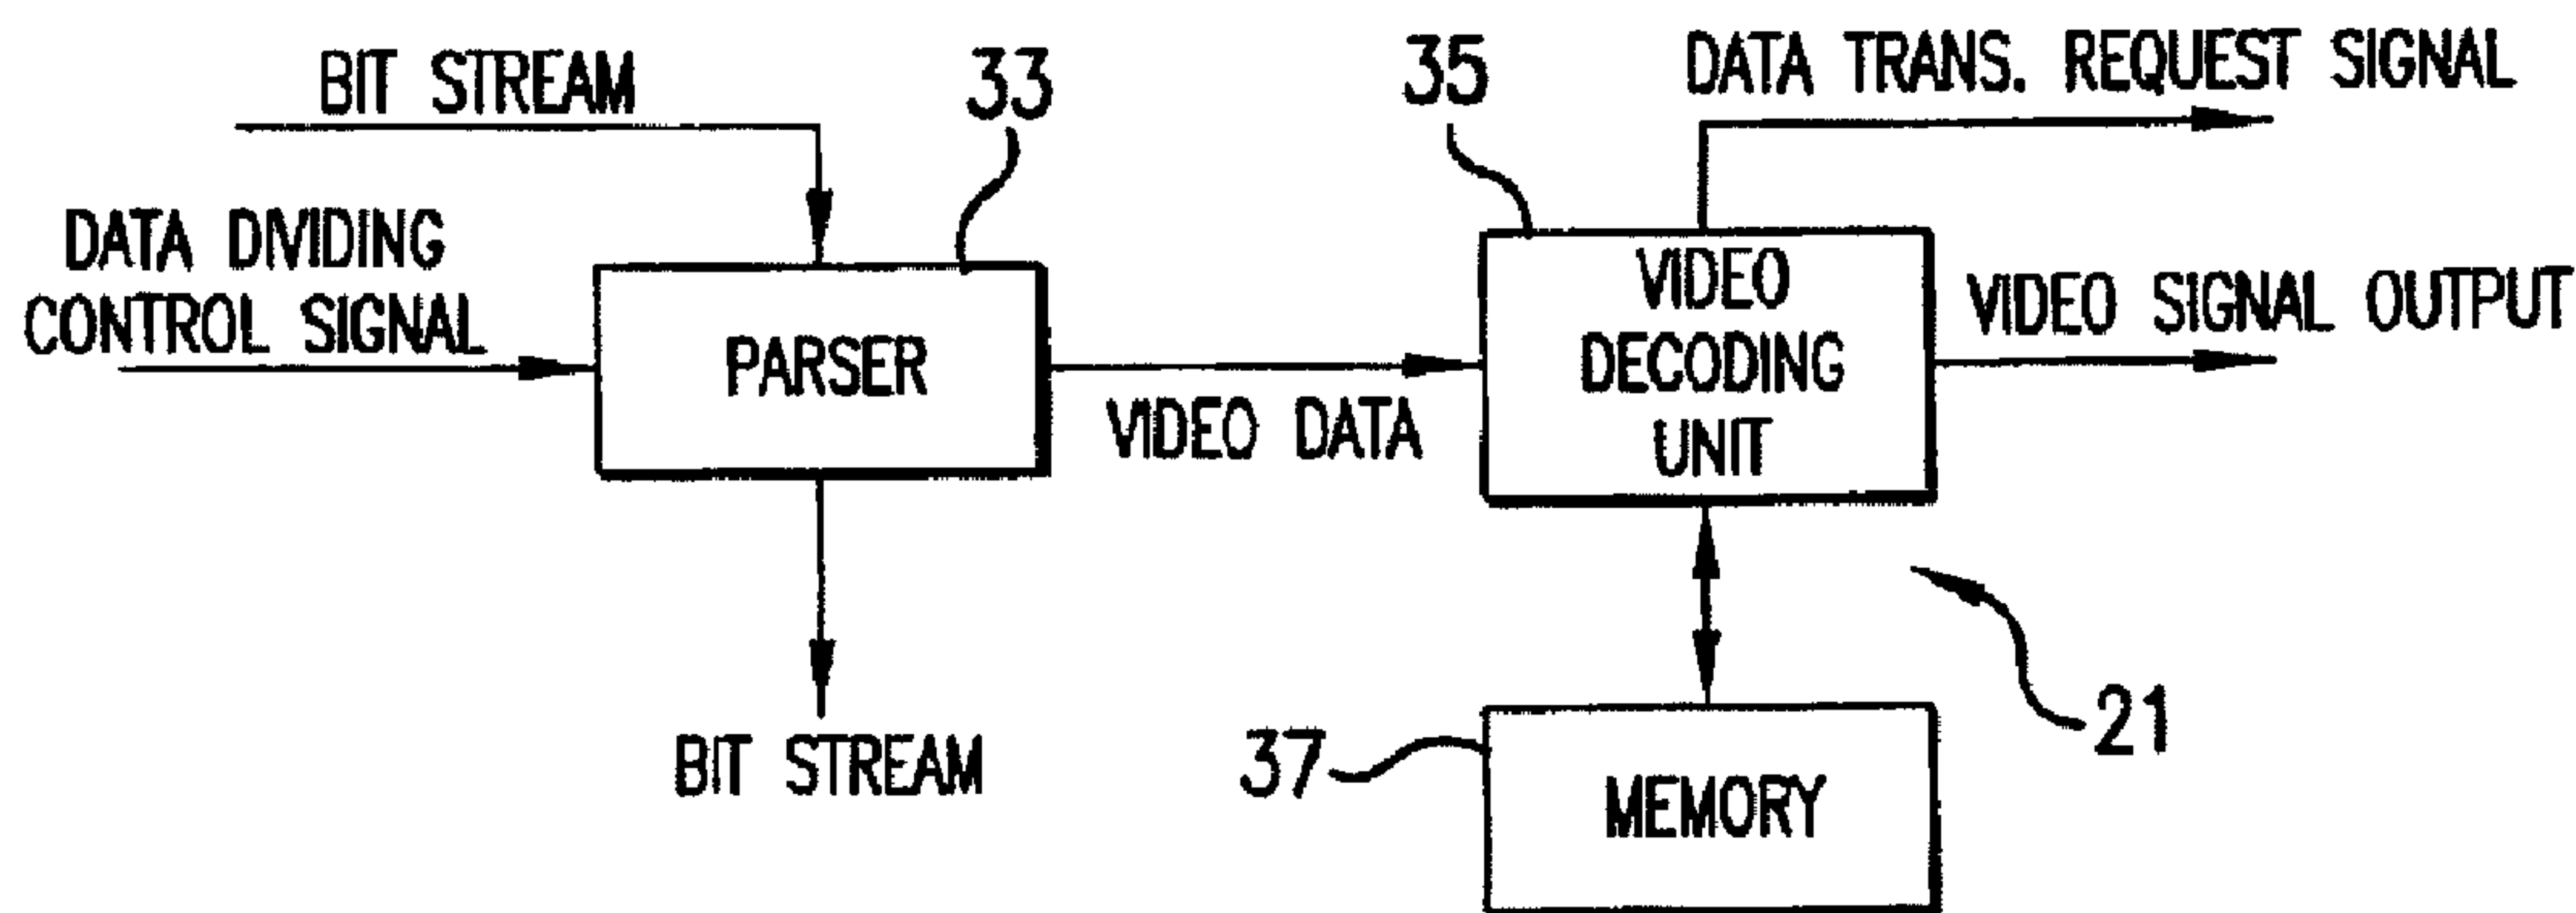 BIT STREAM
33
35
DATA TRANS. REQUEST SIGNAL
DATA DIVIDING
CONTROL SIGNAL
PARSER
VIDEO DATA
VIDEO
DECODING
UNIT
VIDEO SIGNAL OUTPUT
BIT STREAM
37
MEMORY
21